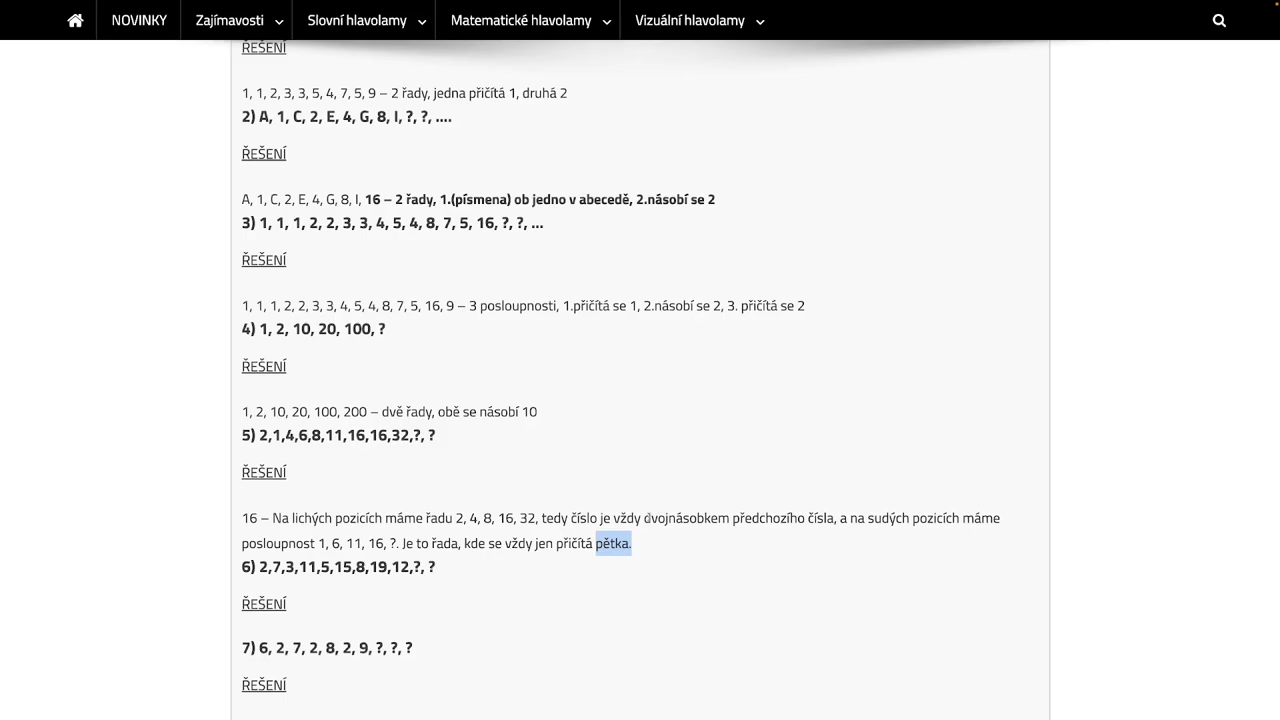 NOVINKY Zajímavosti Slovní hlavolamy Matematické hlavolamy Vizuální hlavolamy
ŘEŠENÍ
1, 1, 2, 3, 3, 5, 4, 7, 5, 9 – 2 řady, jedna přičítá 1, druhá 2
2) A, 1, C, 2, E, 4, G, 8, I, ?, ?, ....
ŘEŠENÍ
A, 1, C, 2, E, 4, G, 8, I, 16 – 2 řady, 1.(písmena) ob jedno v abecedě, 2.násobí se 2
3) 1, 1, 1, 2, 2, 3, 3, 4, 5, 4, 8, 7, 5, 16, ?, ?, ...
ŘEŠENÍ
1, 1, 1, 2, 2, 3, 3, 4, 5, 4, 8, 7, 5, 16, 9 – 3 posloupnosti, 1.přičítá se 1, 2.násobí se 2, 3. přičítá se 2
4) 1, 2, 10, 20, 100, ?
ŘEŠENÍ
1, 2, 10, 20, 100, 200 – dvě řady, obě se násobí 10
5) 2,1,4,6,8,11,16,16,32,?, ?
ŘEŠENÍ
16 – Na lichých pozicích máme řadu 2, 4, 8, 16, 32, tedy číslo je vždy dvojnásobkem předchozího čísla, a na sudých pozicích máme
posloupnost 1, 6, 11, 16, ?. Je to řada, kde se vždy jen přičítá pětka.
6) 2,7,3,11,5,15,8,19,12,?, ?
ŘEŠENÍ
7) 6, 2, 7, 2, 8, 2, 9, ?, ?, ?
ŘEŠENÍ